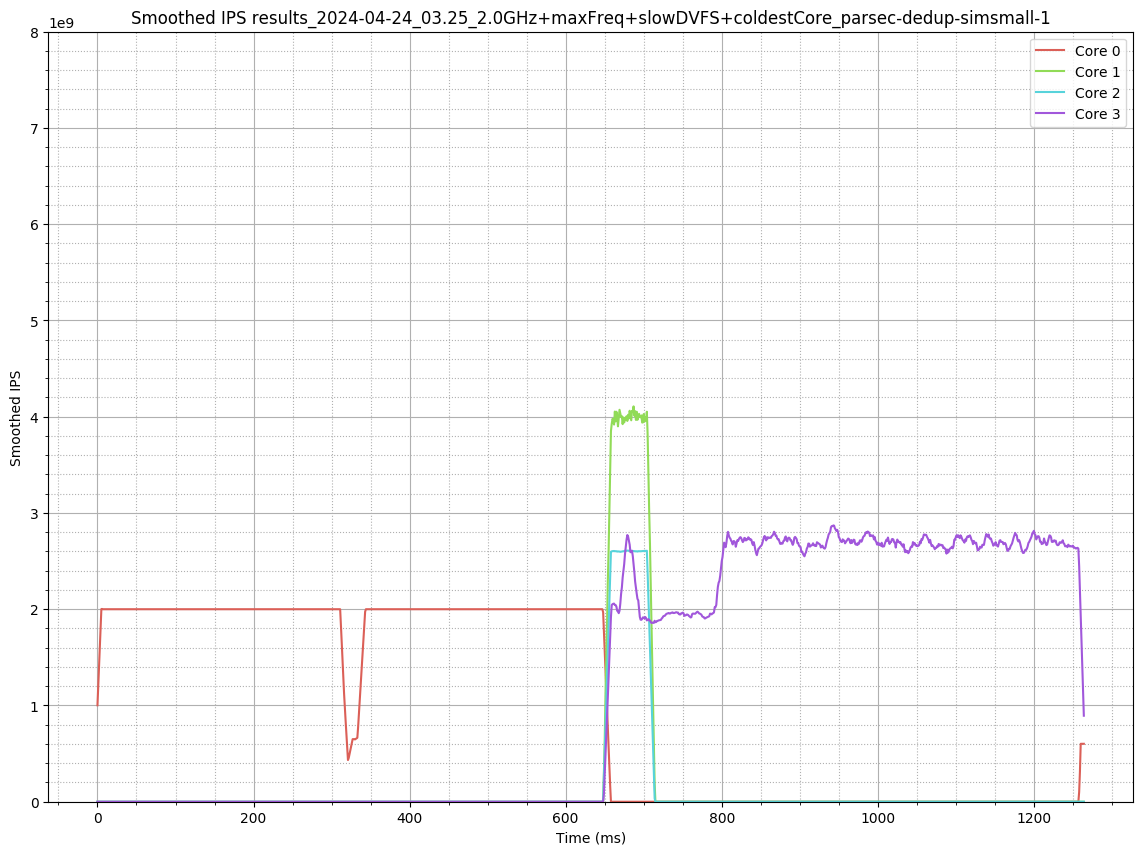 Smoothed IPS results_2024-04-24_03.25_2.0GHz+maxFreq+slowDVFS+coldestCore_parsec-dedup-simsmall-1
1e9
8
7
6
5
4
3
2
1
0
Smoothed IPS
Core 0
Core 1
Core 2
Core 3
0 200 400 600 800 1000 1200
Time (ms)